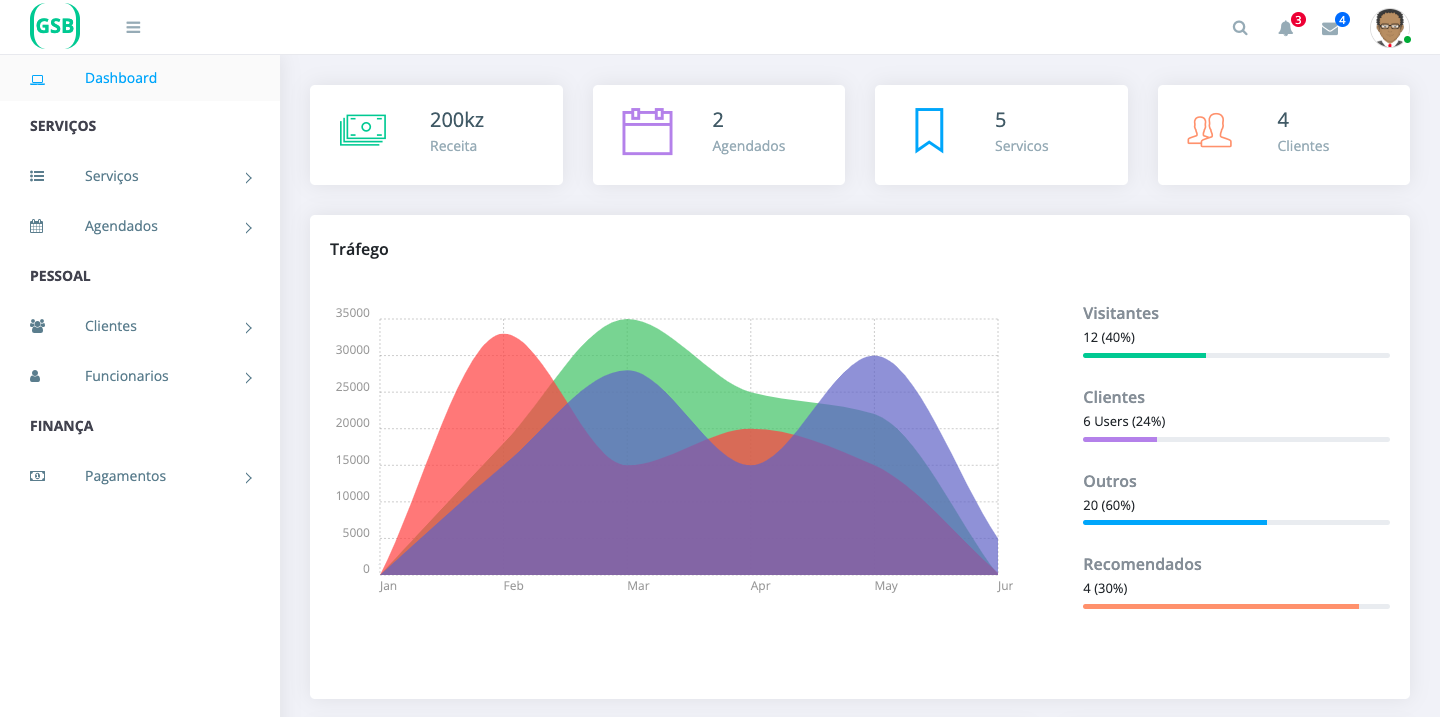 GSB
3
4
Dashboard
SERVIÇOS
Serviços
Agendados
PESSOAL
Clientes
Funcionarios
FINANÇA
Pagamentos
200kz
Receita
2
Agendados
5
Servicos
4
Clientes
Tráfego
35000
30000
25000
20000
15000
10000
5000
0
Jan Feb Mar Apr May Jur
Visitantes
12 (40%)
Clientes
6 Users (24%)
Outros
20 (60%)
Recomendados
4 (30%)